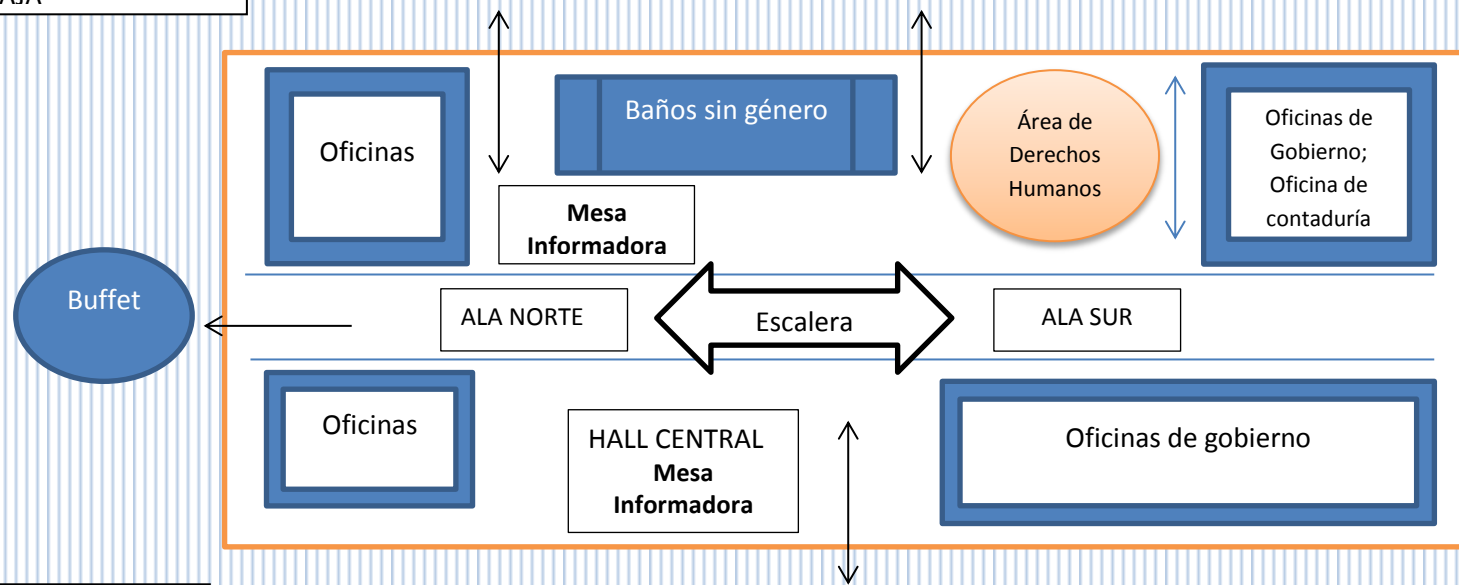 Baños sin género
Oficinas
Área de
Derechos
Humanos
Oficinas de
Gobierno;
Oficina de
contaduría
Mesa
Informadora
Buffet
ALA NORTE
Escalera
ALA SUR
Oficinas
HALL CENTRAL
Mesa
Informadora
Oficinas de gobierno